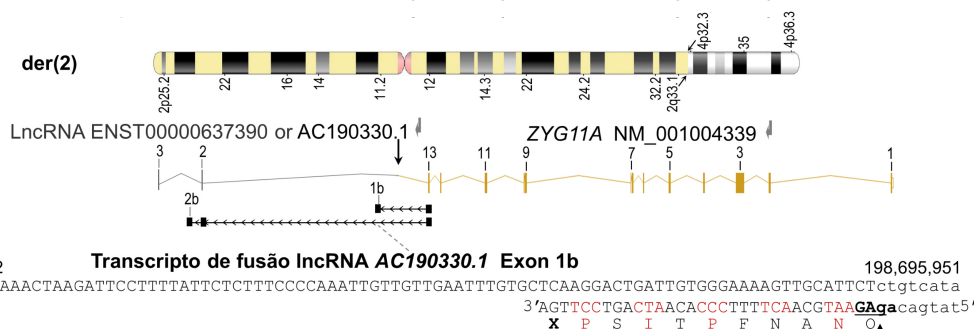 4p32.3 35 4p36.3
der(2)
2p25.2 22 16 14 11.2 12 14.3 22 24.2 32.2 2q33.1
LncRNA ENST00000637390 or AC190330.1 ZYG11A NM_001004339
3 2 13 11 9 7 5 3 1
1b
2b
2 Transcripto de fusão lncRNA AC190330.1 Exon 1b 198,695,951
AAACTAAGATTCCTTTTATTCTCTTTCCCCAAATTGTTGTTGAATTTGTGCTCAAGGACTGATTGTGGGAAAAGTTGCATTCTctgtcata
3'AGTTCCTGACTAACACCCTTTTCAACGTAAGAgacagtat5'
X P S I T P F N A N Q